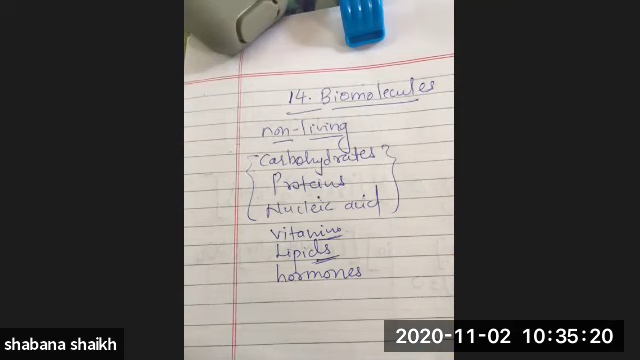 14. Biomolecules
non-living
Carbohydrates
Proteins
Nucleic acid
vitamins
Lipids
hormones
shabana shaikh
2020-11-02 10:35:20